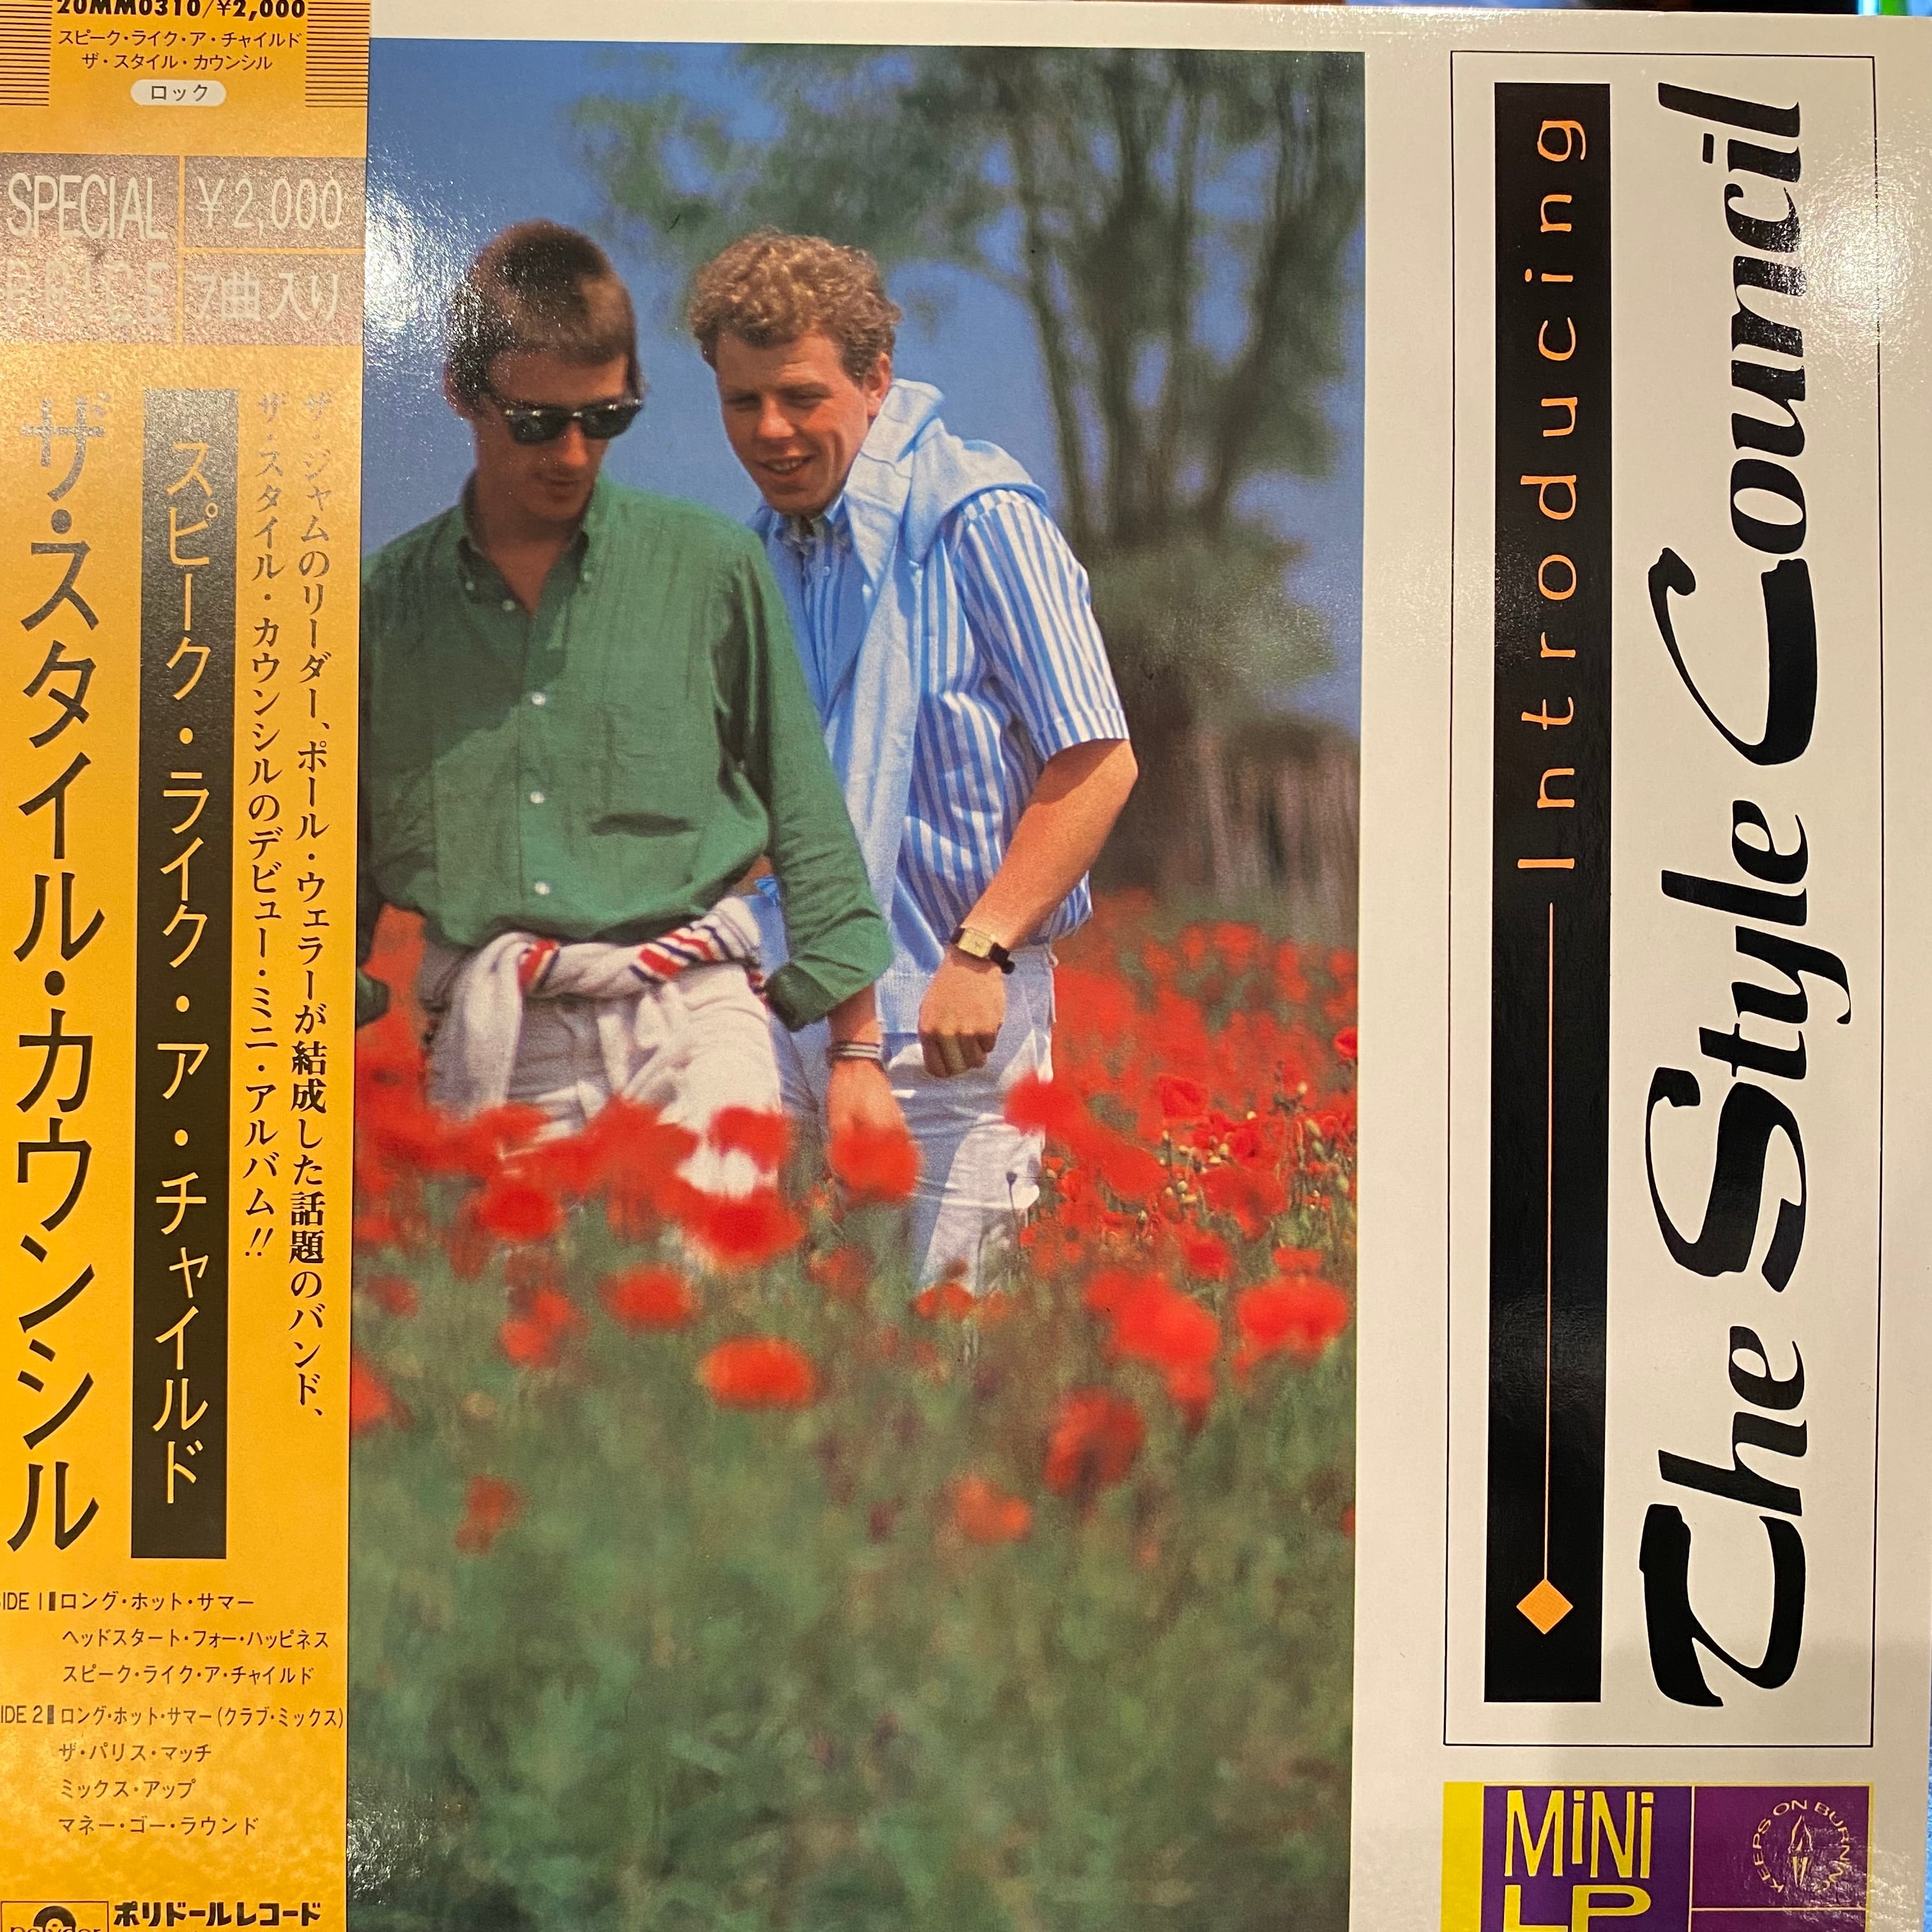 20MM0310/¥2,000
スピーク・ライク・ア・チャイルド
ザ・スタイル・カウンシル
ロック
SPECIAL PRICE
¥2,000
7曲入り
ザ・ジャムのリーダー、ポール・ウェラーが結成した話題のバンド、
ザ・スタイル・カウンシルのデビュー・ミニ・アルバム!!
スピーク・ライク・ア・チャイルド
ザ・スタイル・カウンシル
SIDE 1 ロング・ホット・サマー
ヘッドスタート・フォー・ハッピネス
スピーク・ライク・ア・チャイルド
SIDE 2 ロング・ホット・サマー(クラブ・ミックス)
ザ・パリス・マッチ
ミックス・アップ
マネー・ゴー・ラウンド
polydor
ポリドールレコード
Introducing
The Style Council
MiNi
LP
KEEPS ON BURNING